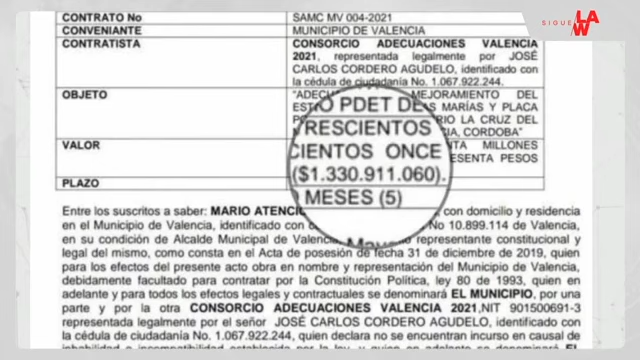 SIGUE LA W
CONTRATO No SAMC MV 004-2021
CONVENIANTE MUNICIPIO DE VALENCIA
CONTRATISTA CONSORCIO ADECUACIONES VALENCIA
2021, representada legalmente por JOSÉ
CARLOS CORDERO AGUDELO, identificado con
la cédula de ciudadanía No. 1.067.922.244.
OBJETO MEJORAMIENTO DEL
O PDET DE AS MARÍAS Y PLACA
RIO LA CRUZ DEL
CORDOBA"
RESCIENTOS
VALOR NTA MILLONES
CIENTOS ONCE ESENTA PESOS
($1.330.911.060).
PLAZO MESES (5)
Entre los suscritos a saber: MARIO ATENCI con domicilio y residencia
en el Municipio de Valencia, identificado con No 10.899.114 de Valencia,
en su condición de Alcalde Municipal de Valencia representante constitucional y
legal del mismo, como consta en el Acta de posesión de fecha 31 de diciembre de 2019, quien
para los efectos del presente acto obra en nombre y representación del Municipio de Valencia,
debidamente facultado para contratar por la Constitución Política, ley 80 de 1993, quien en
adelante y para todos los efectos legales y contractuales se denominará EL MUNICIPIO, por una
parte y por la otra CONSORCIO ADECUACIONES VALENCIA 2021,NIT 901500691-3
representada legalmente por el señor JOSÉ CARLOS CORDERO AGUDELO, identificado con
la cédula de ciudadanía No. 1.067.922.244, quien declara no se encuentran incurso en causal de